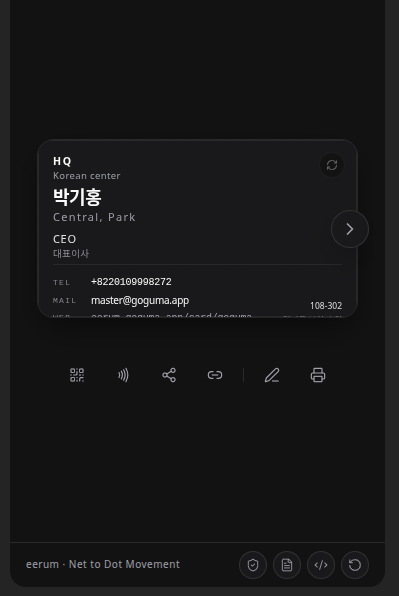 HQ
Korean center
박기홍
Central, Park
CEO
대표이사
TEL +8220109998272
MAIL master@goguma.app
108-302
eerum · Net to Dot Movement